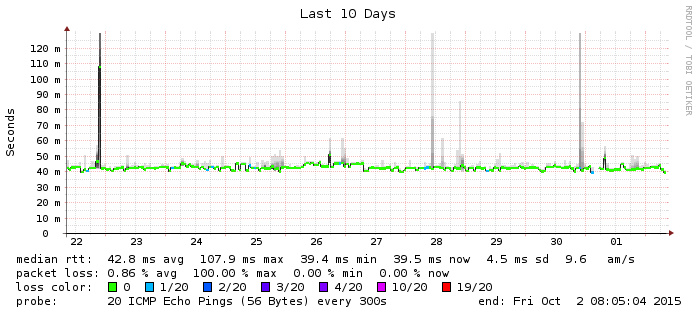 Last 10 Days
RRDTOOL / TOBI OETIKER
Seconds
120 m
110 m
100 m
90 m
80 m
70 m
60 m
50 m
40 m
30 m
20 m
10 m
0
22 23 24 25 26 27 28 29 30 01
median rtt: 42.8 ms avg 107.9 ms max 39.4 ms min 39.5 ms now 4.5 ms sd 9.6 am/s
packet loss: 0.86 % avg 100.00 % max 0.00 % min 0.00 % now
loss color: 0 1/20 2/20 3/20 4/20 10/20 19/20
probe: 20 ICMP Echo Pings (56 Bytes) every 300s end: Fri Oct 2 08:05:04 2015